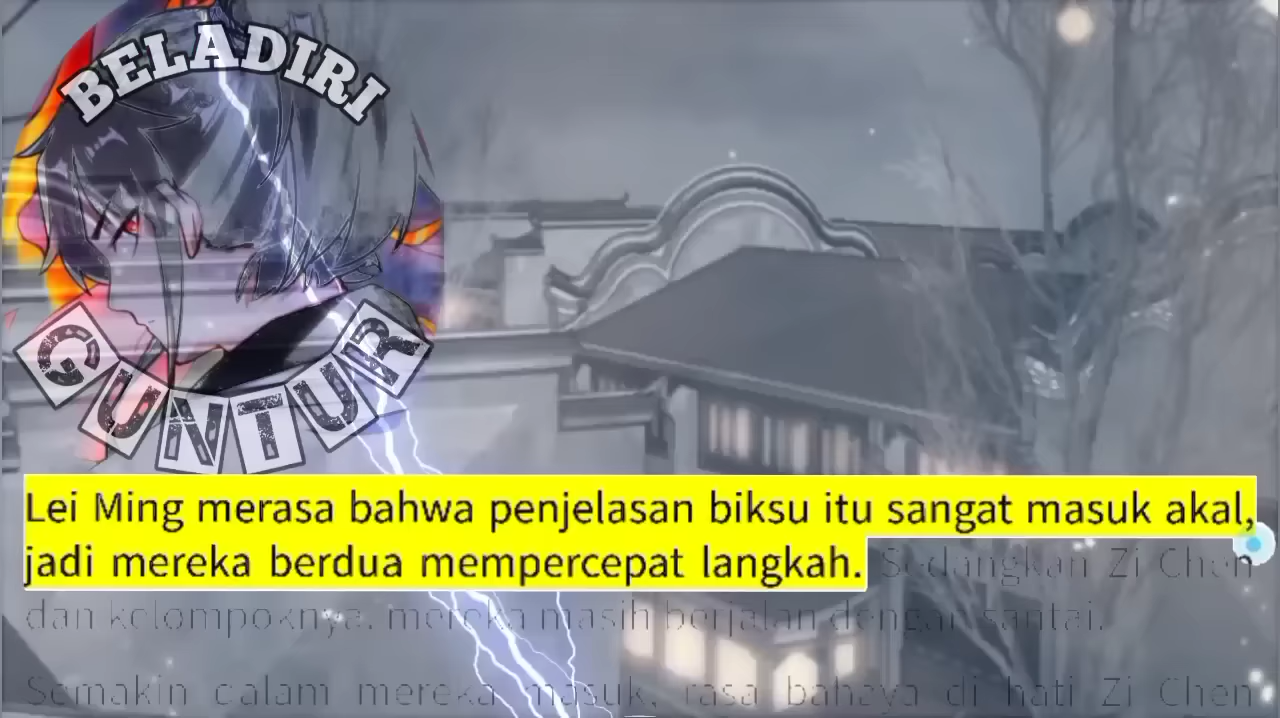 BELADIRI
GUNTUR
Lei Ming merasa bahwa penjelasan biksu itu sangat masuk akal,
jadi mereka berdua mempercepat langkah. Sedangkan Zi Chen
dan kelompoknya, mereka masih berjalan dengan santai.
Semakin dalam mereka masuk, rasa bahaya di hati Zi Chen